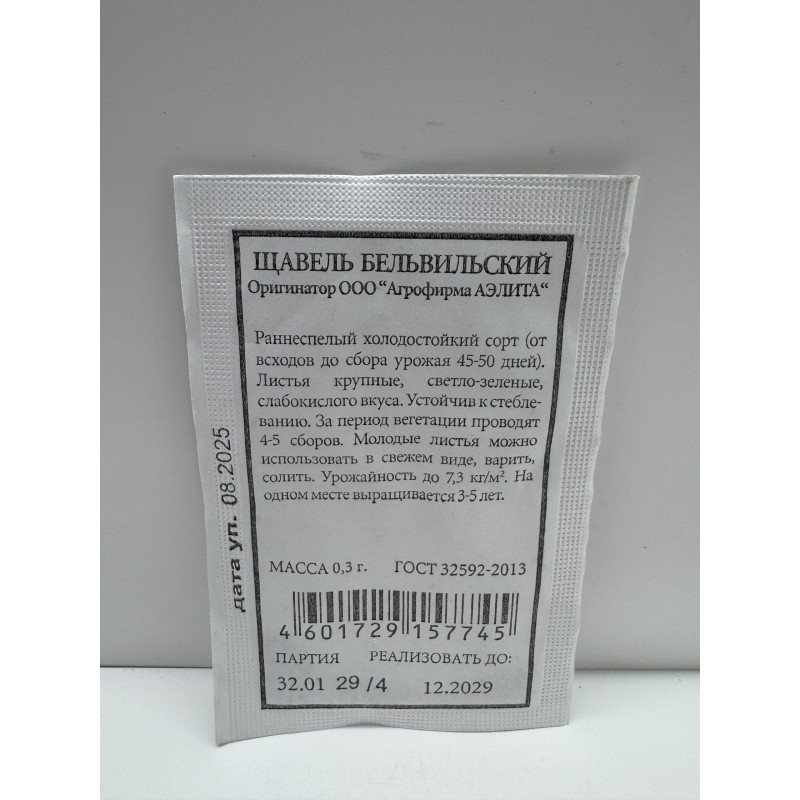 ЩАВЕЛЬ БЕЛЬВИЛЬСКИЙ
Оригинатор ООО "Агрофирма АЭЛИТА"
Раннеспелый холодостойкий сорт (от
всходов до сбора урожая 45-50 дней).
Листья крупные, светло-зеленые,
слабокислого вкуса. Устойчив к стебле-
ванию. За период вегетации проводят
4-5 сборов. Молодые листья можно
использовать в свежем виде, варить,
солить. Урожайность до 7,3 кг/м². На
одном месте выращивается 3-5 лет.
МАССА 0,3 г. ГОСТ 32592-2013
4 601729 157745
ПАРТИЯ РЕАЛИЗОВАТЬ ДО:
32.01 29 /4 12.2029
дата уп. 08.2025